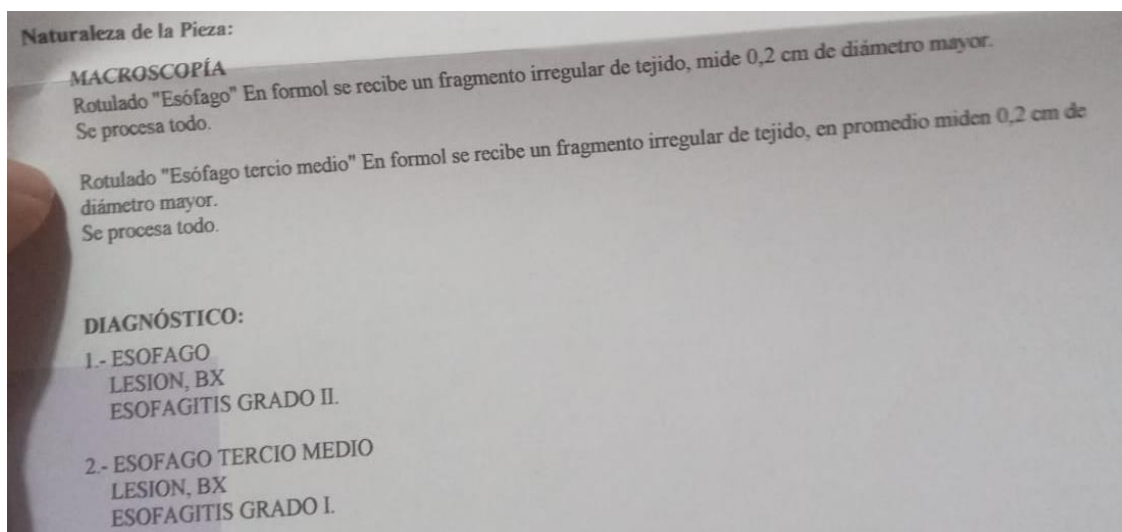 Naturaleza de la Pieza:
MACROSCOPÍA
Rotulado "Esófago" En formol se recibe un fragmento irregular de tejido, mide 0,2 cm de diámetro mayor.
Se procesa todo.
Rotulado "Esófago tercio medio" En formol se recibe un fragmento irregular de tejido, en promedio miden 0,2 cm de
diámetro mayor.
Se procesa todo.
DIAGNÓSTICO:
1.- ESOFAGO
LESION, BX
ESOFAGITIS GRADO II.
2.- ESOFAGO TERCIO MEDIO
LESION, BX
ESOFAGITIS GRADO I.